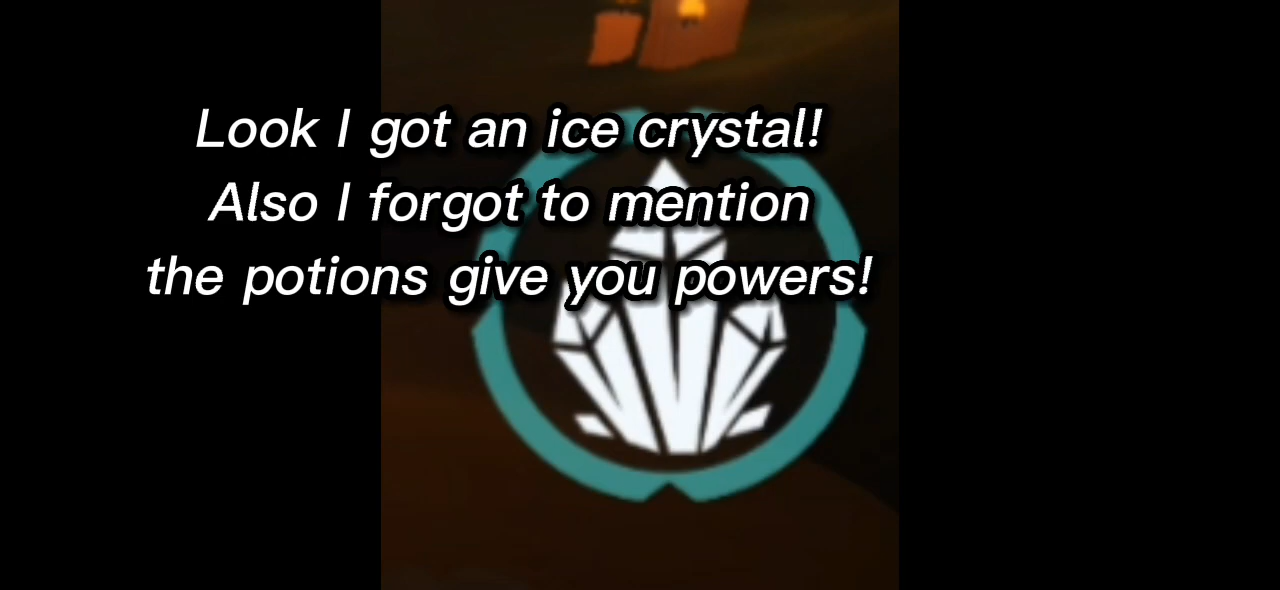 Look I got an ice crystal!
Also I forgot to mention
the potions give you powers!